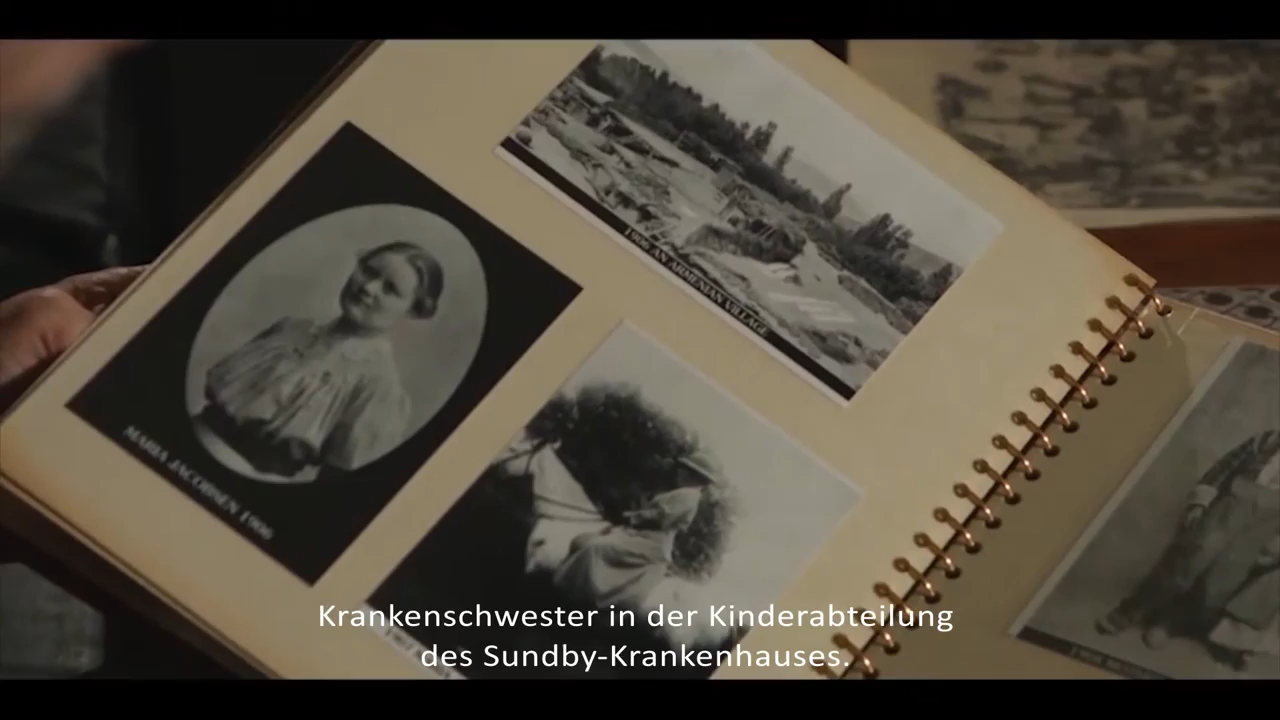 1906 AN ARMENIAN VILLAGE
MARIA JACOBSEN 1906
Krankenschwester in der Kinderabteilung
des Sundby-Krankenhauses.